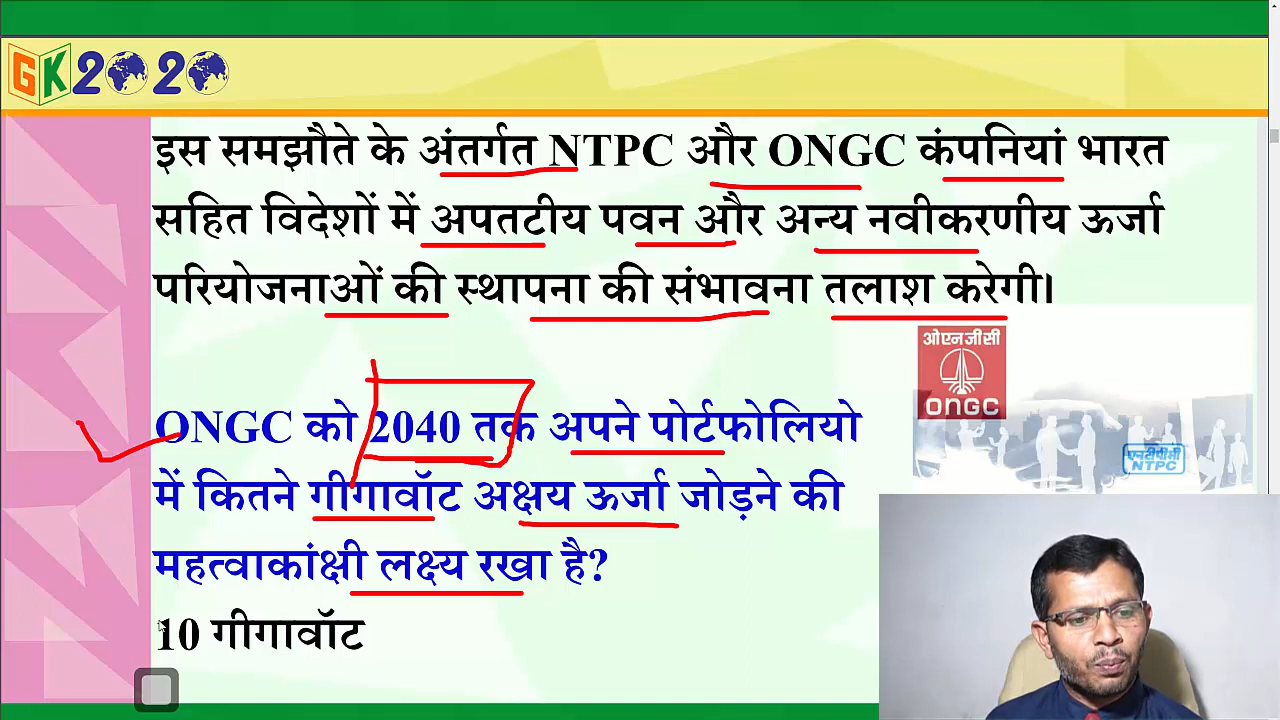 GK2020
इस समझौते के अंतर्गत NTPC और ONGC कंपनियां भारत
सहित विदेशों में अपतटीय पवन और अन्य नवीकरणीय ऊर्जा
परियोजनाओं की स्थापना की संभावना तलाश करेगी।
ONGC को 2040 तक अपने पोर्टफोलियो
में कितने गीगावॉट अक्षय ऊर्जा जोड़ने की
महत्वाकांक्षी लक्ष्य रखा है?
10 गीगावॉट
ओएनजीसी
ONGC
एनटीपीसी
NTPC
GK